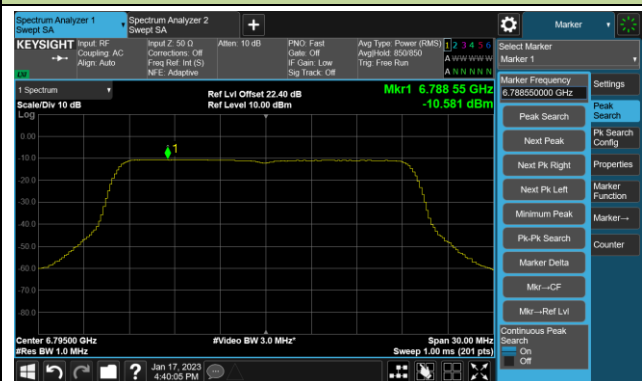 Spectrum Analyzer 1
Swept SA
Spectrum Analyzer 2
Swept SA
+
Marker
KEYSIGHT
Input: RF
Coupling: AC
Align: Auto
Input Z: 50 Ω
Corrections: Off
Freq Ref: Int (S)
NFE: Adaptive
Atten: 10 dB
PNO: Fast
Gate: Off
IF Gain: Low
Sig Track: Off
Avg Type: Power (RMS)
Avg|Hold: 850/850
Trig: Free Run
1 2 3 4 5 6
A W W W W W
A N N N N N
Select Marker
Marker 1
LXI
1 Spectrum
Scale/Div 10 dB
Log
Ref Lvl Offset 22.40 dB
Ref Level 10.00 dBm
Mkr1 6.788 55 GHz
-10.581 dBm
1
0.00
-10.0
-20.0
-30.0
-40.0
-50.0
-60.0
-70.0
-80.0
Center 6.79500 GHz
#Res BW 1.0 MHz
#Video BW 3.0 MHz*
Span 30.00 MHz
Sweep 1.00 ms (201 pts)
Marker Frequency
6.788550000 GHz
Peak Search
Next Peak
Next Pk Right
Next Pk Left
Minimum Peak
Pk-Pk Search
Marker Delta
Mkr→CF
Mkr→Ref Lvl
Continuous Peak
Search
On
Off
Settings
Peak
Search
Pk Search
Config
Properties
Marker
Function
Marker→
Counter
?
Jan 17, 2023
4:40:05 PM